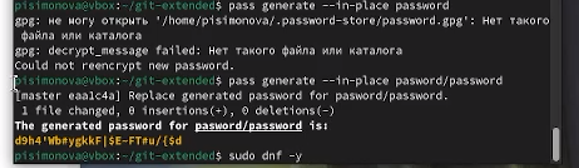 pisimonova@vbox:~/git-extended$ pass generate --in-place password
gpg: не могу открыть '/home/pisimonova/.password-store/password.gpg': Нет такого
файла или каталога
gpg: decrypt_message failed: Нет такого файла или каталога
Could not reencrypt new password.
pisimonova@vbox:~/git-extended$ pass generate --in-place pasword/password
[master eaa1c4a] Replace generated password for pasword/password.
1 file changed, 0 insertions(+), 0 deletions(-)
The generated password for pasword/password is:
d9h4'Wb#ygkkF|$E-FT#u/{$d
pisimonova@vbox:~/git-extended$ sudo dnf -y